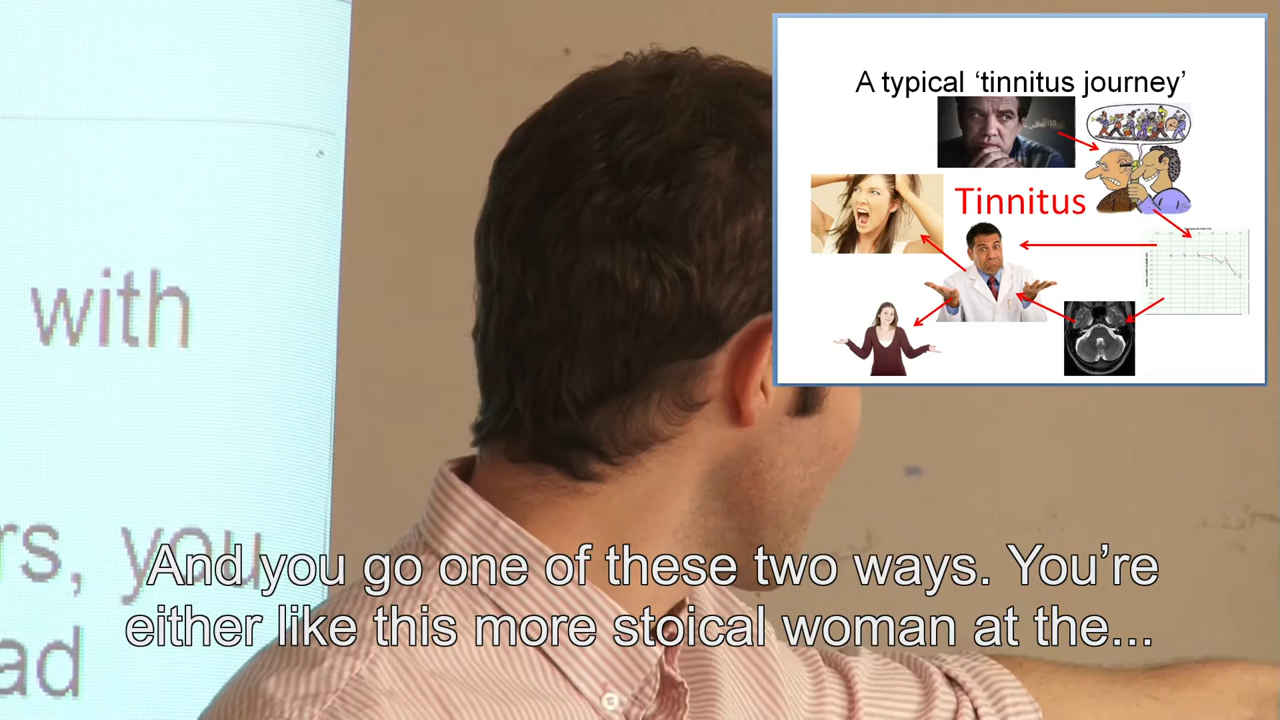 A typical ‘tinnitus journey’
Tinnitus
with
rs, you
ad
And you go one of these two ways. You’re
either like this more stoical woman at the...